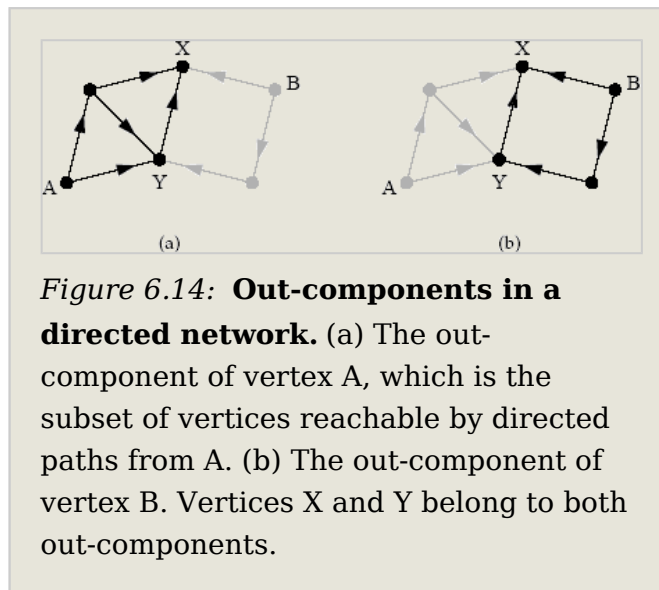 X
B
A
Y
(a)
X
B
A
Y
(b)
Figure 6.14: Out-components in a
directed network. (a) The out-
component of vertex A, which is the
subset of vertices reachable by directed
paths from A. (b) The out-component of
vertex B. Vertices X and Y belong to both
out-components.